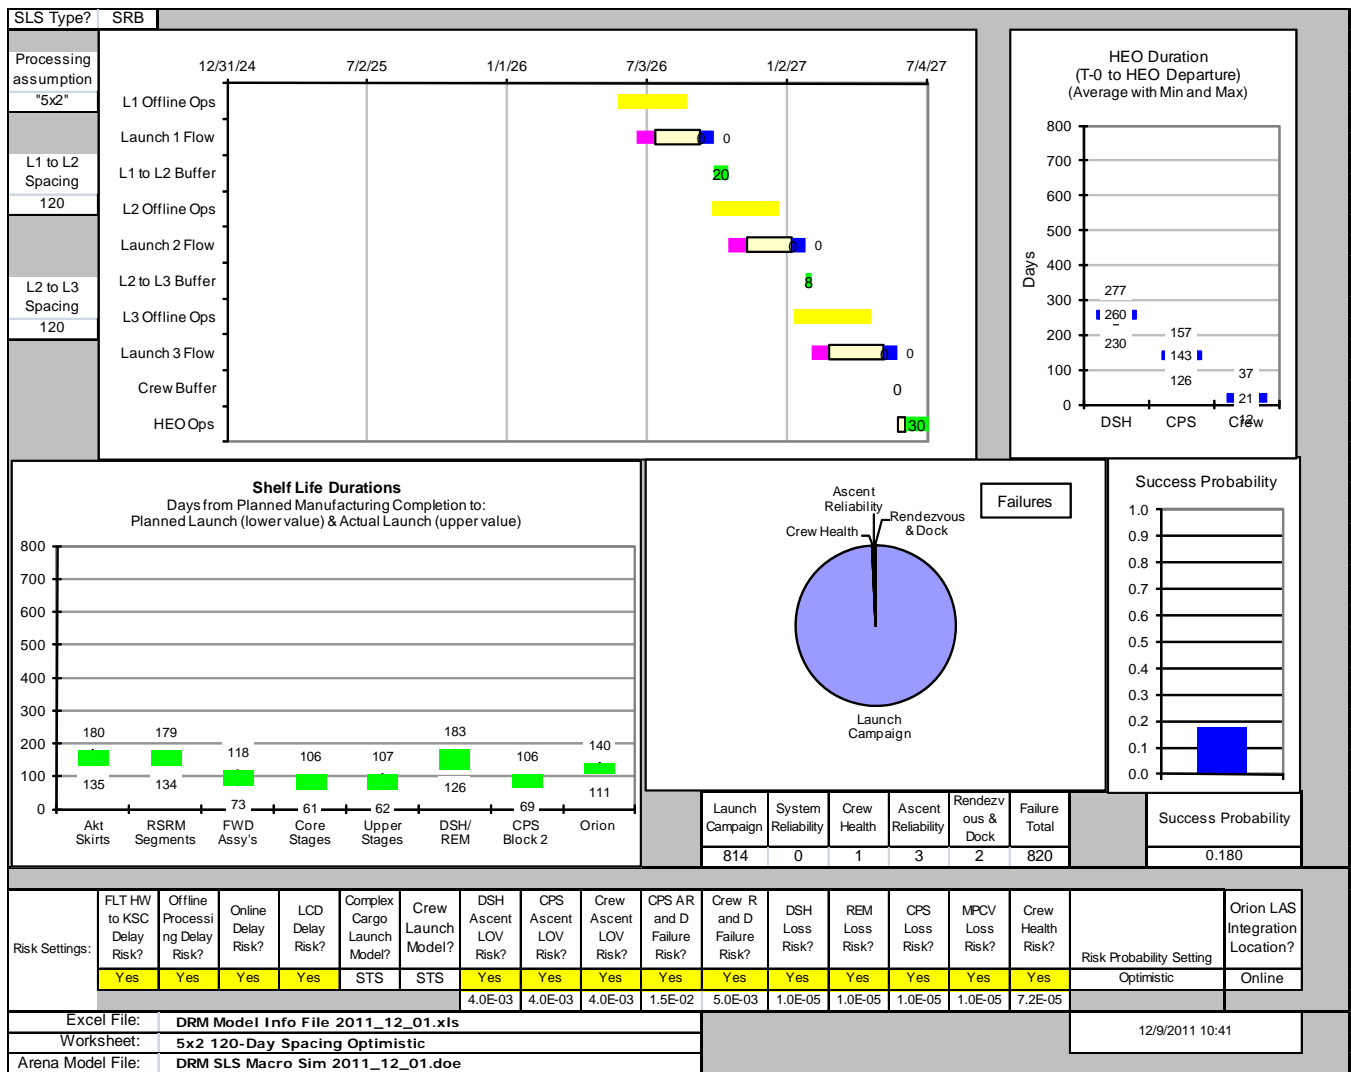 SLS Type? SRB
Processing
assumption
"5x2"
L1 to L2
Spacing
120
L2 to L3
Spacing
120
12/31/24 7/2/25 1/1/26 7/3/26 1/2/27 7/4/27
L1 Offline Ops
Launch 1 Flow 0 0
L1 to L2 Buffer 20
L2 Offline Ops
Launch 2 Flow 0 0
L2 to L3 Buffer 8
L3 Offline Ops
Launch 3 Flow 0 0
Crew Buffer 0
HEO Ops 30
HEO Duration
(T-0 to HEO Departure)
(Average with Min and Max)
Days
800
700
600
500
400
300
200
100
0
277
260
230
157
143
126
37
21
12
DSH CPS Crew
Shelf Life Durations
Days from Planned Manufacturing Completion to:
Planned Launch (lower value) & Actual Launch (upper value)
800
700
600
500
400
300
200
100
0
180 179 118 106 107 183 106 140
135 134 73 61 62 126 69 111
Akt Skirts
RSRM Segments
FWD Assy's
Core Stages
Upper Stages
DSH/ REM
CPS Block 2
Orion
Failures
Ascent
Reliability
Rendezvous
& Dock
Crew Health
Launch
Campaign
Success Probability
1.0
0.9
0.8
0.7
0.6
0.5
0.4
0.3
0.2
0.1
0.0
Launch Campaign
System Reliability
Crew Health
Ascent Reliability
Rendezv ous & Dock
Failure Total
814 0 1 3 2 820
Success Probability
0.180
Risk Settings:
FLT HW to KSC Delay Risk?
Offline Processi ng Delay Risk?
Online Delay Risk?
LCD Delay Risk?
Complex Cargo Launch Model?
Crew Launch Model?
DSH Ascent LOV Risk?
CPS Ascent LOV Risk?
Crew Ascent LOV Risk?
CPS AR and D Failure Risk?
Crew R and D Failure Risk?
DSH Loss Risk?
REM Loss Risk?
CPS Loss Risk?
MPCV Loss Risk?
Crew Health Risk?
Risk Probability Setting
Orion LAS Integration Location?
Yes Yes Yes Yes STS STS Yes Yes Yes Yes Yes Yes Yes Yes Yes Yes Optimistic Online
4.0E-03 4.0E-03 4.0E-03 1.5E-02 5.0E-03 1.0E-05 1.0E-05 1.0E-05 1.0E-05 7.2E-05
Excel File: DRM Model Info File 2011_12_01.xls
Worksheet: 5x2 120-Day Spacing Optimistic
Arena Model File: DRM SLS Macro Sim 2011_12_01.doe
12/9/2011 10:41